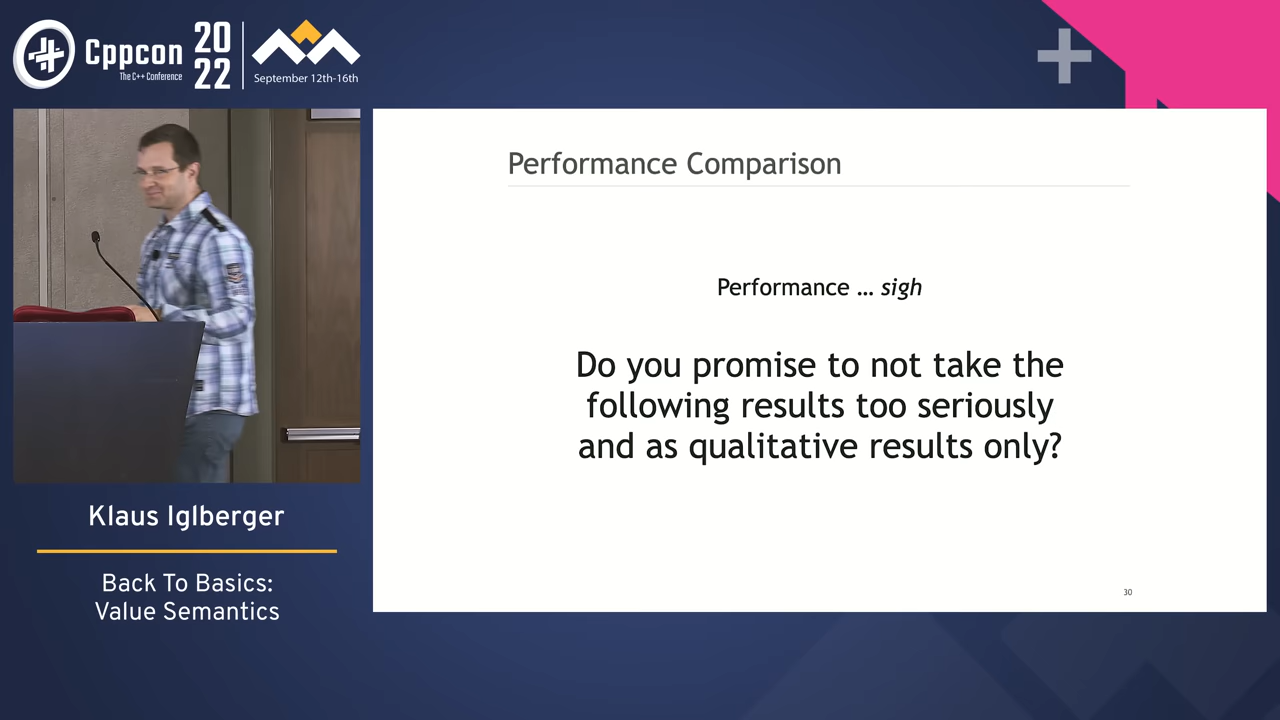 Cppcon
The C++ Conference
20
22
September 12th-16th
Performance Comparison
Performance … sigh
Do you promise to not take the
following results too seriously
and as qualitative results only?
30
Klaus Iglberger
Back To Basics:
Value Semantics